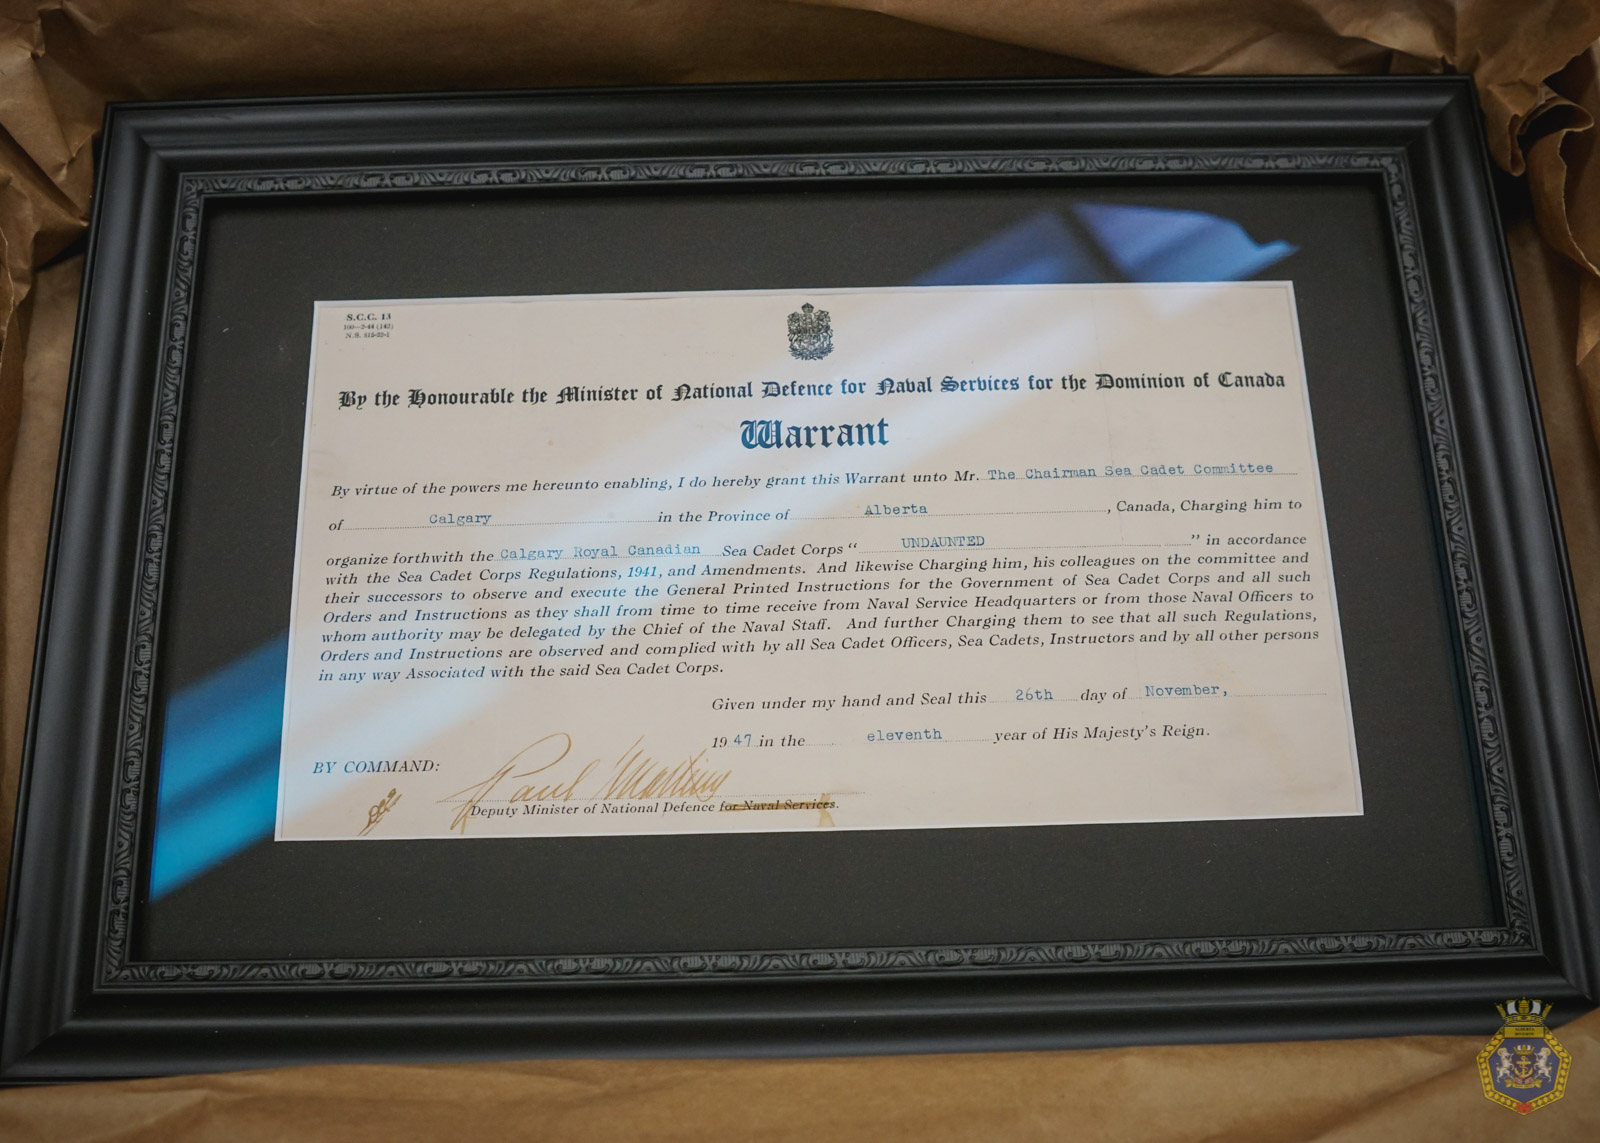 S.C.C. 13
By the Honourable the Minister of National Defence for Naval Services for the Dominion of Canada
Warrant
By virtue of the powers me hereunto enabling, I do hereby grant this Warrant unto Mr. The Chairman Sea Cadet Committee
of Calgary in the Province of Alberta, Canada, Charging him to
organize forthwith the Calgary Royal Canadian Sea Cadet Corps “ UNDAUNTED ” in accordance
with the Sea Cadet Corps Regulations, 1941, and Amendments. And likewise Charging him, his colleagues on the committee and
their successors to observe and execute the General Printed Instructions for the Government of Sea Cadet Corps and all such
Orders and Instructions as they shall from time to time receive from Naval Service Headquarters or from those Naval Officers to
whom authority may be delegated by the Chief of the Naval Staff. And further Charging them to see that all such Regulations,
Orders and Instructions are observed and complied with by all Sea Cadet Officers, Sea Cadets, Instructors and by all other persons
in any way Associated with the said Sea Cadet Corps.
Given under my hand and Seal this 26th day of November,
19 47 in the eleventh year of His Majesty's Reign.
BY COMMAND:
Deputy Minister of National Defence for Naval Services.